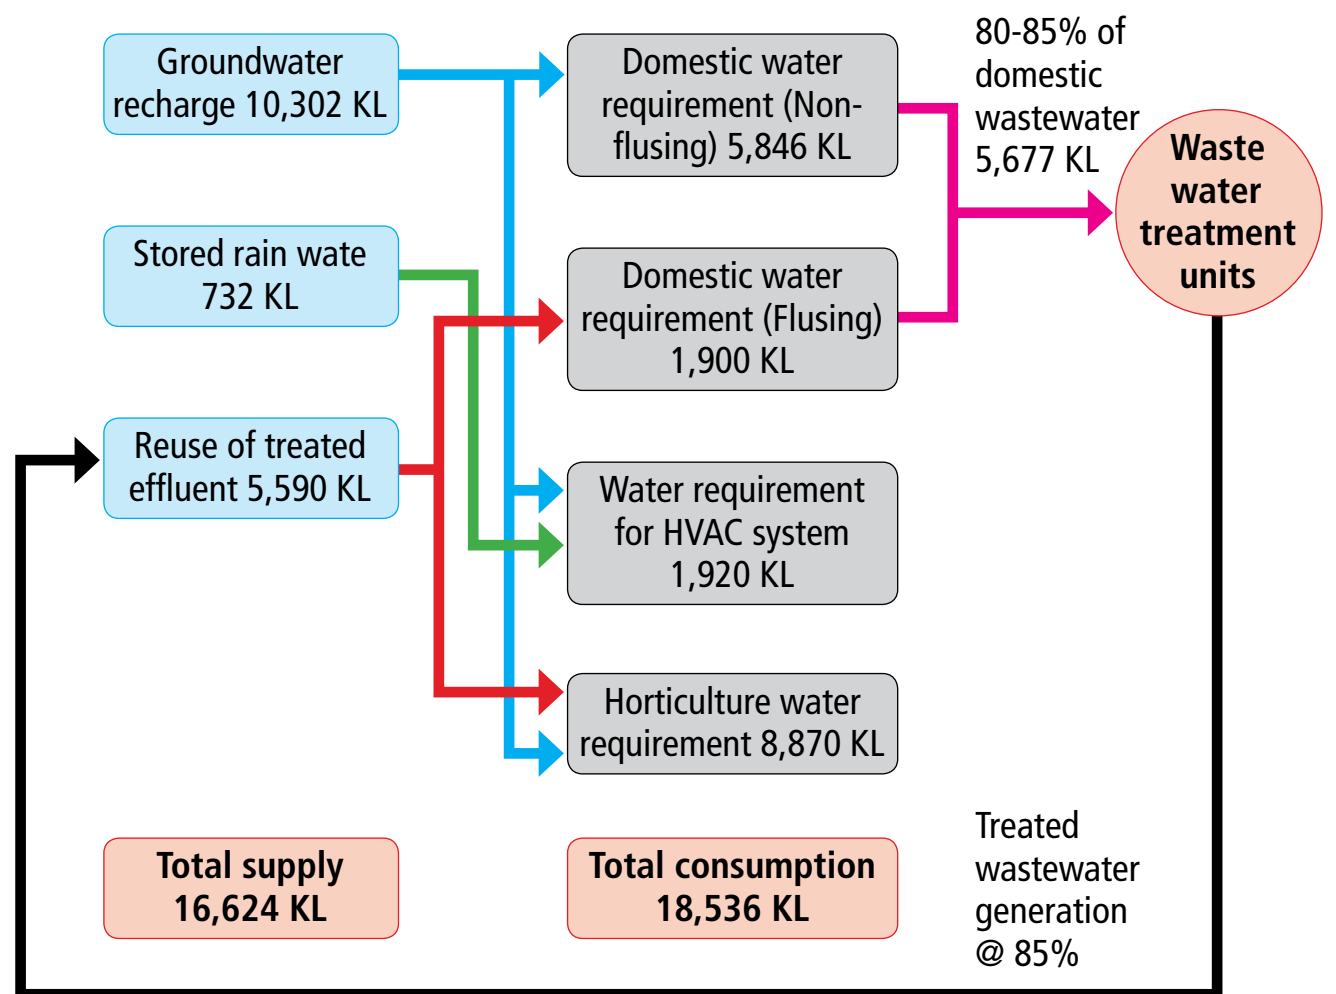 Groundwater
recharge 10,302 KL
Stored rain wate
732 KL
Reuse of treated
effluent 5,590 KL
Total supply
16,624 KL
Domestic water
requirement (Non-
flusing) 5,846 KL
Domestic water
requirement (Flusing)
1,900 KL
Water requirement
for HVAC system
1,920 KL
Horticulture water
requirement 8,870 KL
Total consumption
18,536 KL
80-85% of
domestic
wastewater
5,677 KL
Waste
water
treatment
units
Treated
wastewater
generation
@ 85%